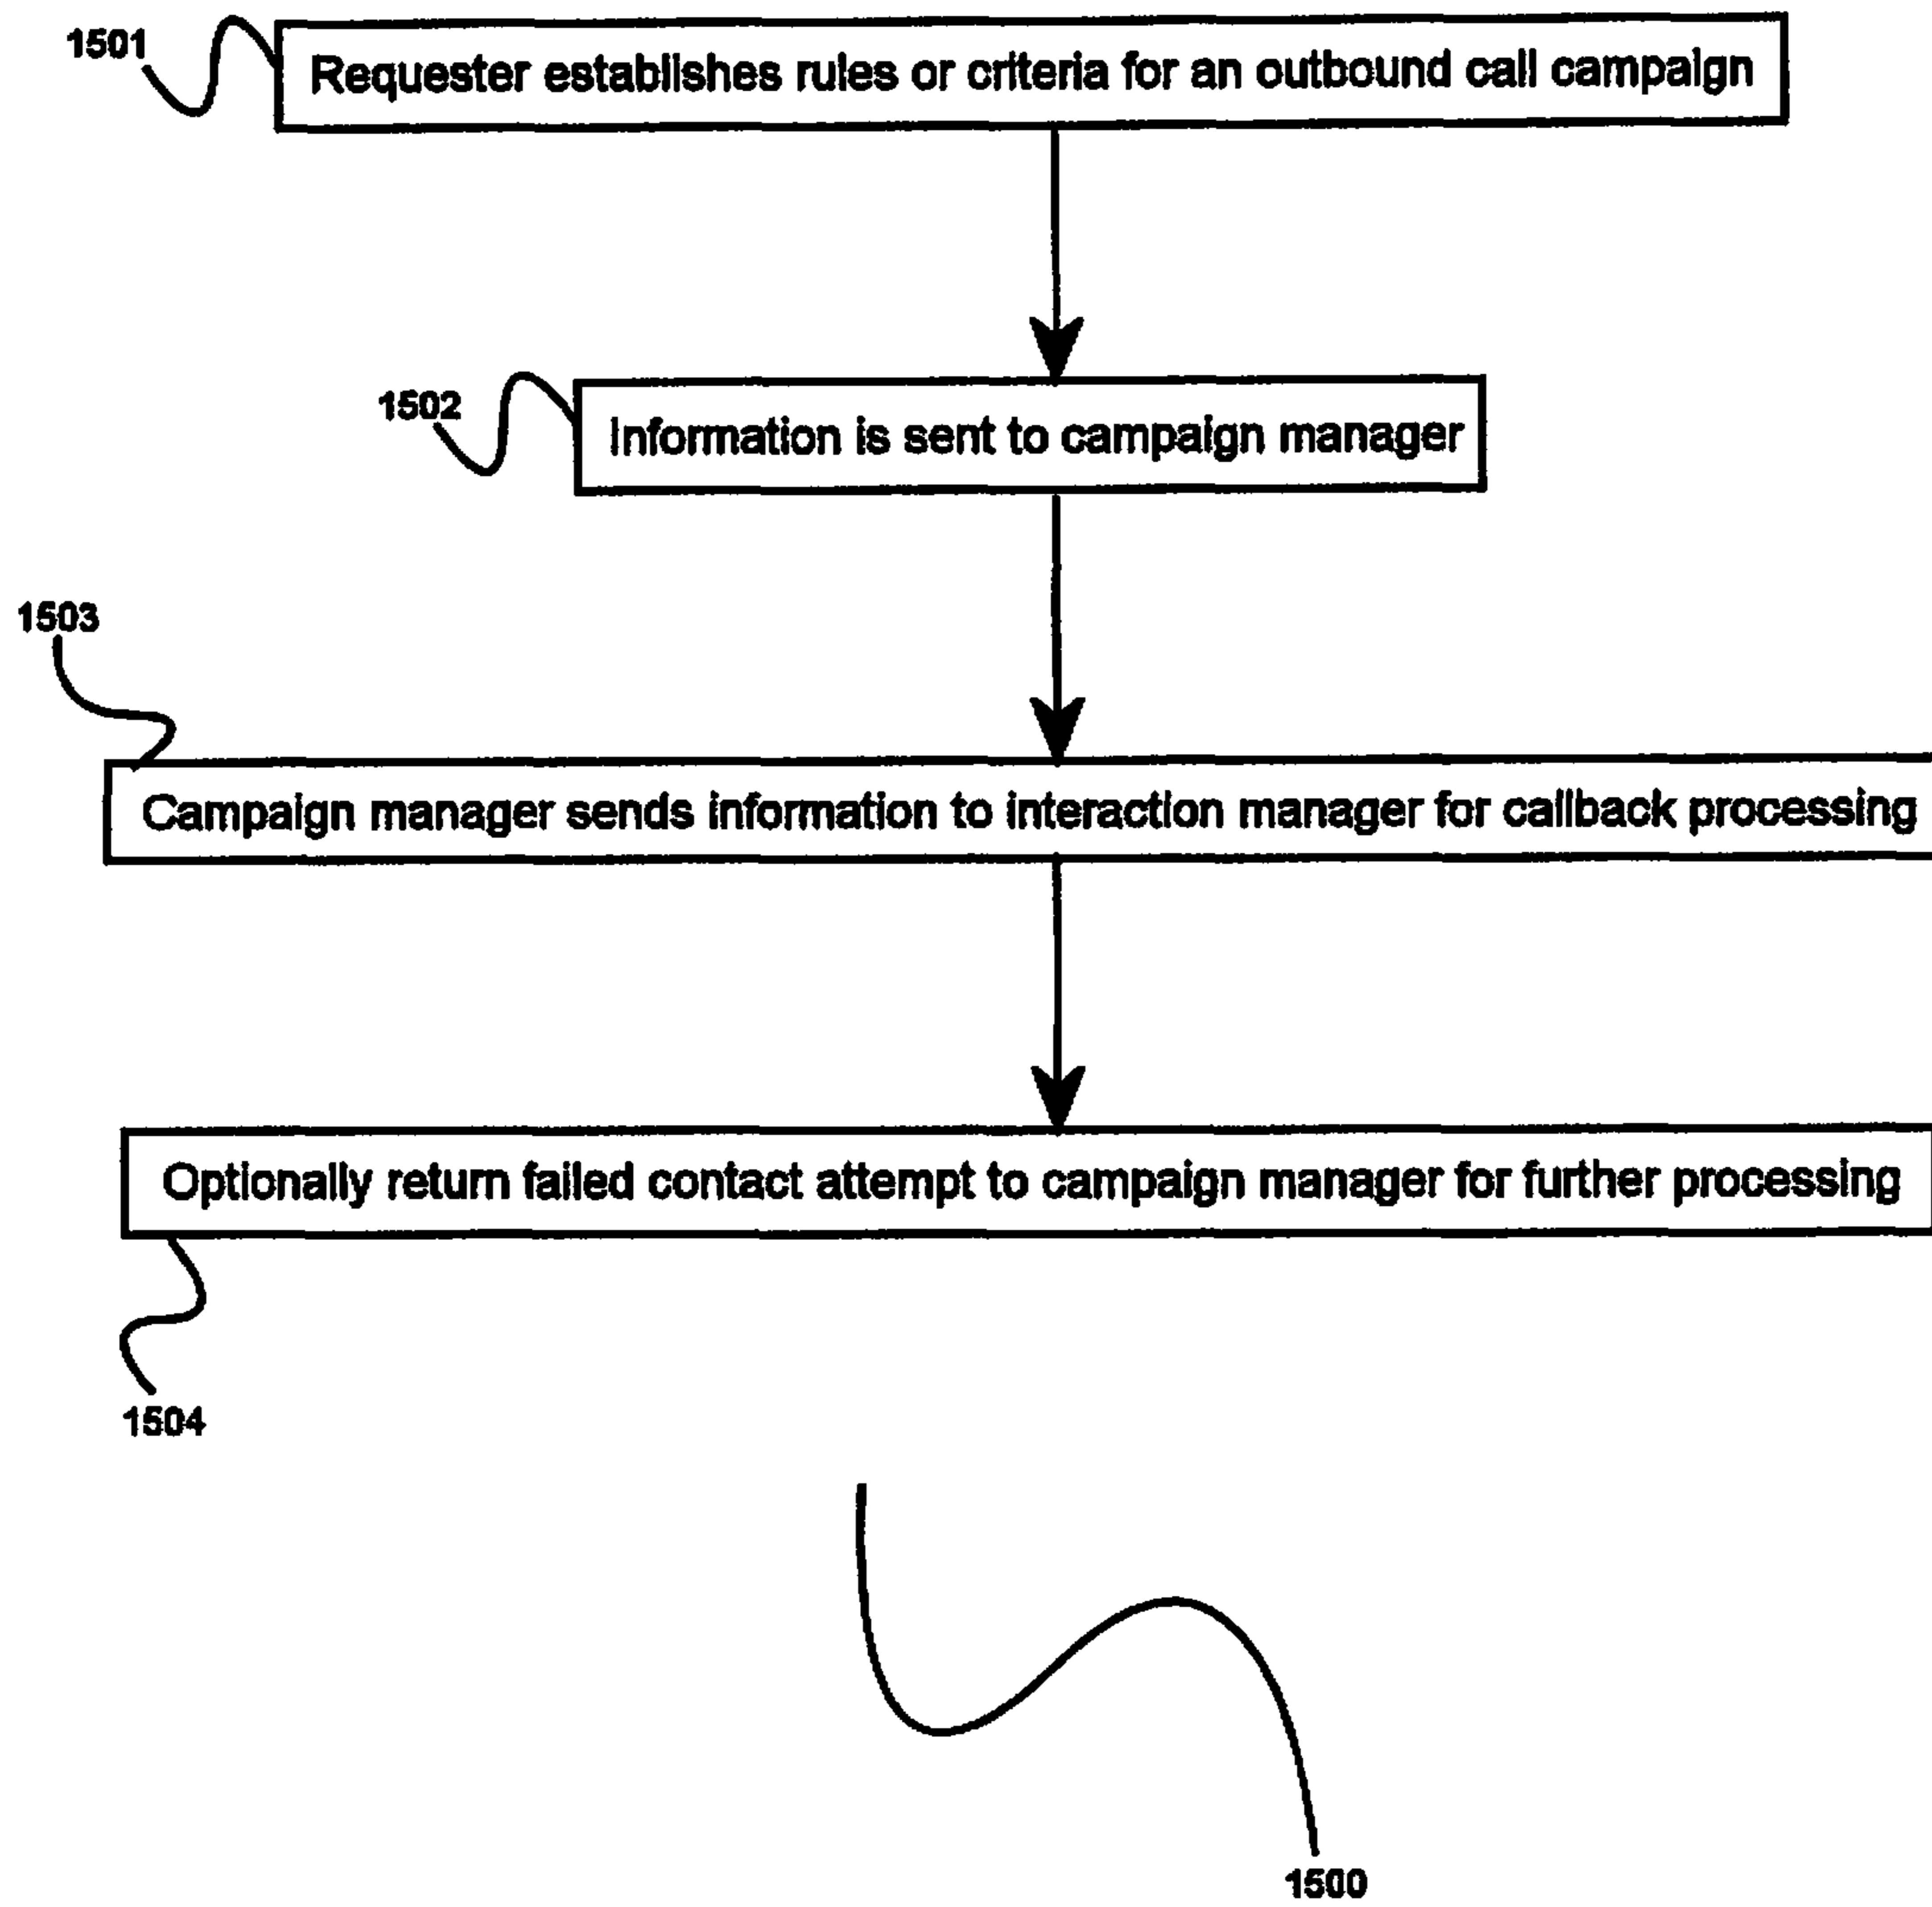 1501
Requester establishes rules or criteria for an outbound call campaign
1502
Information is sent to campaign manager
1503
Campaign manager sends information to interaction manager for callback processing
Optionally return failed contact attempt to campaign manager for further processing
1504
1500